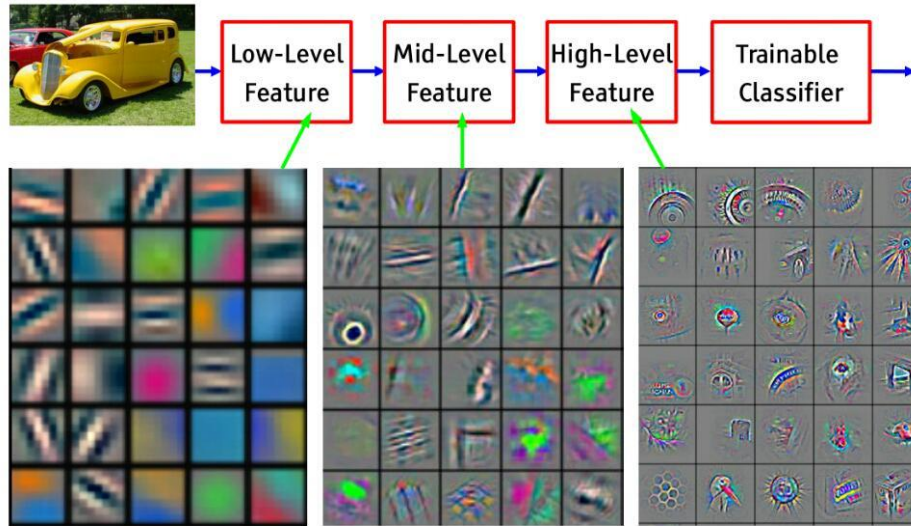 Low-Level
Feature
Mid-Level
Feature
High-Level
Feature
Trainable
Classifier